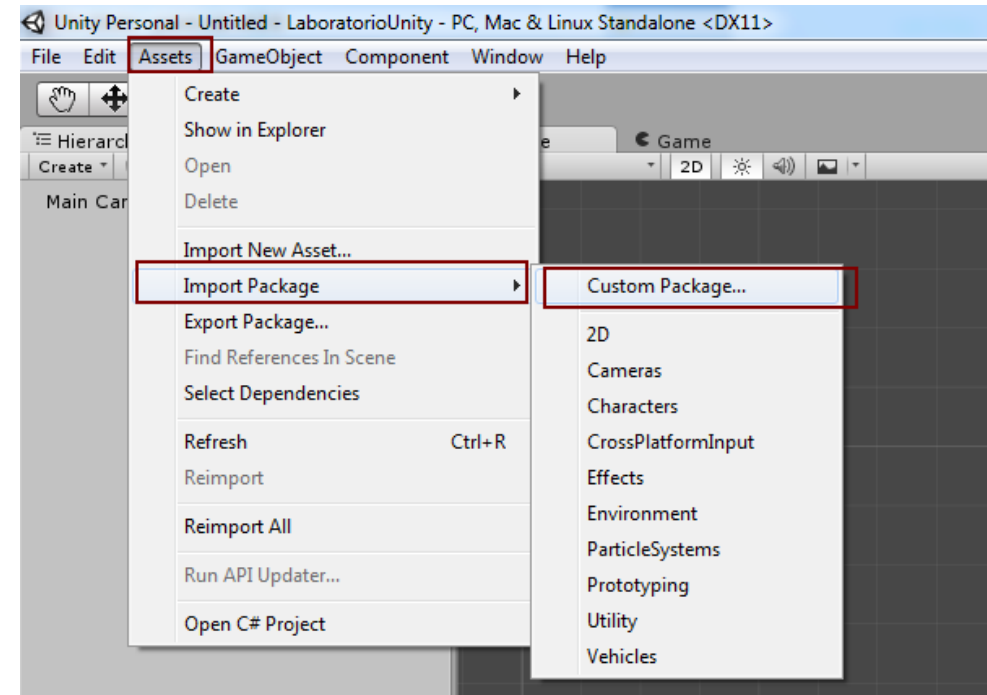 Unity Personal - Untitled - LaboratorioUnity - PC, Mac & Linux Standalone <DX11>
File Edit Assets GameObject Component Window Help
Hierarc
e
Game
Create
2D
Main Ca
Create
Show in Explorer
Open
Delete
Import New Asset...
Import Package
Export Package...
Find References In Scene
Select Dependencies
Refresh Ctrl+R
Reimport
Reimport All
Run API Updater...
Open C# Project
Custom Package...
2D
Cameras
Characters
CrossPlatformInput
Effects
Environment
ParticleSystems
Prototyping
Utility
Vehicles